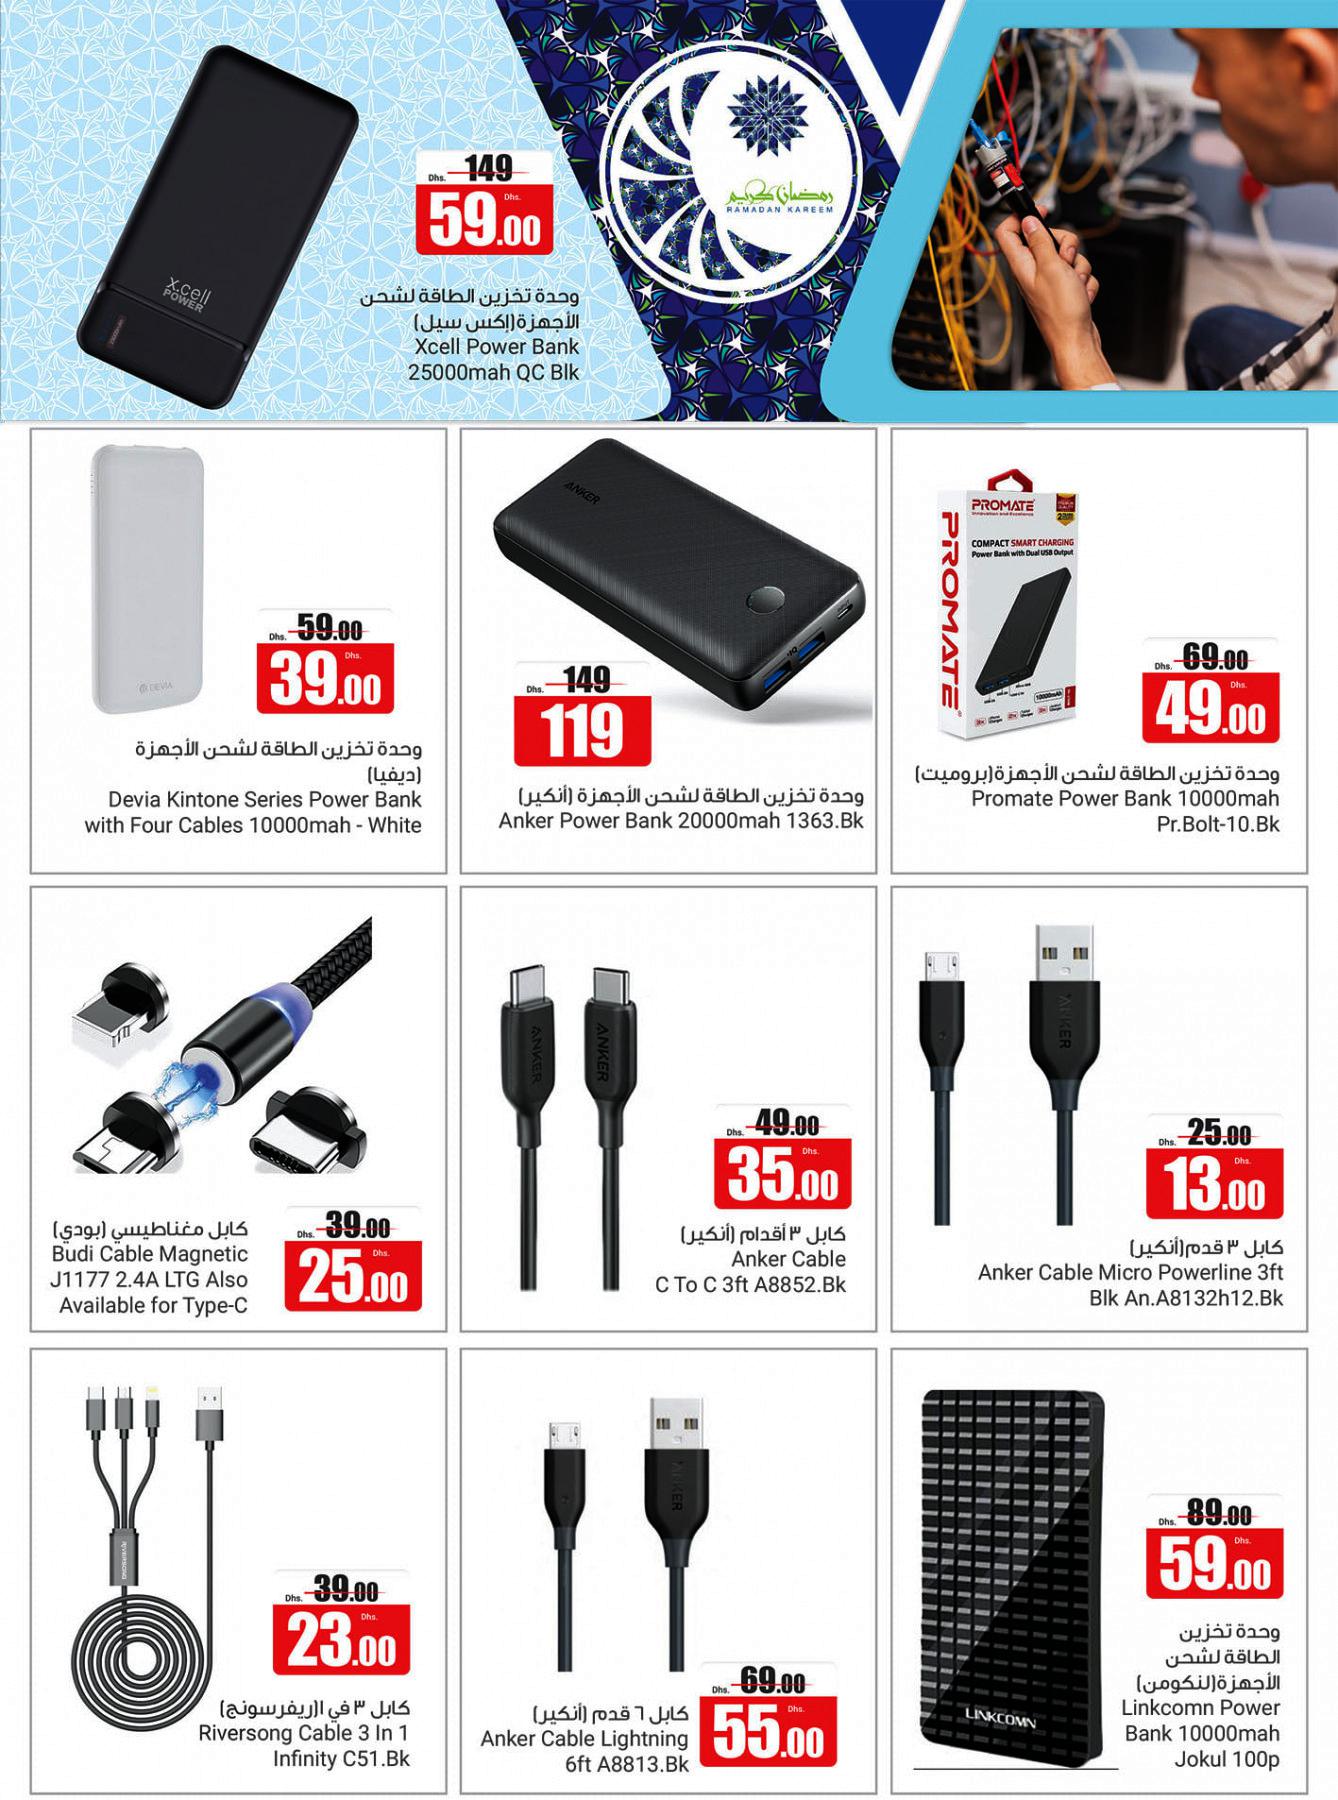 x.cell
POWER
Dhs. 149
Dhs.
59.00
وحدة تخزين الطاقة لشحن
الأجهزة(إكس سيل)
Xcell Power Bank
25000mah QC Blk
رمضان كريم
RAMADAN KAREEM
DEVIA
Dhs. 59.00
Dhs.
39.00
وحدة تخزين الطاقة لشحن الأجهزة
(ديفيا)
Devia Kintone Series Power Bank
with Four Cables 10000mah - White
ANKER
Dhs. 149
119
وحدة تخزين الطاقة لشحن الأجهزة (أنكير)
Anker Power Bank 20000mah 1363.Bk
PROMATE
Innovation and Excellence
COMPACT SMART CHARGING
Power Bank with Dual USB Output
PROMATE
10000mAh
Dhs. 69.00
Dhs.
49.00
وحدة تخزين الطاقة لشحن الأجهزة(بروميت)
Promate Power Bank 10000mah
Pr.Bolt-10.Bk
Dhs. 39.00
Dhs.
25.00
كابل مغناطيسي (بودي)
Budi Cable Magnetic
J1177 2.4A LTG Also
Available for Type-C
ANKER
ANKER
Dhs. 49.00
Dhs.
35.00
كابل ٣ أقدام (أنكير)
Anker Cable
C To C 3ft A8852.Bk
ANKER
Dhs. 25.00
Dhs.
13.00
كابل ٣ قدم(أنكير)
Anker Cable Micro Powerline 3ft
Blk An.A8132h12.Bk
RIVERSONG
Dhs. 39.00
Dhs.
23.00
كابل ٣ في ١(ريفرسونج)
Riversong Cable 3 In 1
Infinity C51.Bk
ANKER
Dhs. 69.00
Dhs.
55.00
كابل ٦ قدم (أنكير)
Anker Cable Lightning
6ft A8813.Bk
LINKCOMN
Dhs. 89.00
Dhs.
59.00
وحدة تخزين
الطاقة لشحن
الأجهزة(لنكومن)
Linkcomn Power
Bank 10000mah
Jokul 100p